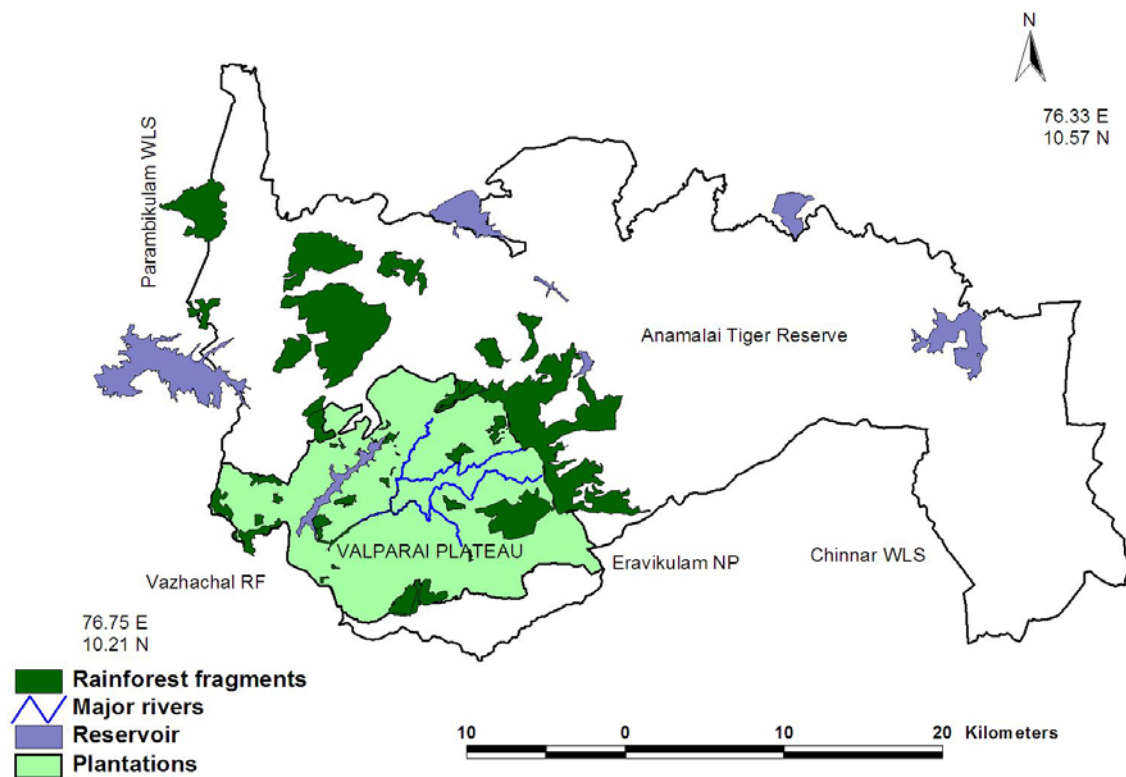 N
76.33 E
10.57 N
Parambikulam WLS
Anamalai Tiger Reserve
VALPARAI PLATEAU
Eravikulam NP
Chinnar WLS
Vazhachal RF
76.75 E
10.21 N
Rainforest fragments
Major rivers
Reservoir
Plantations
10 0 10 20 Kilometers